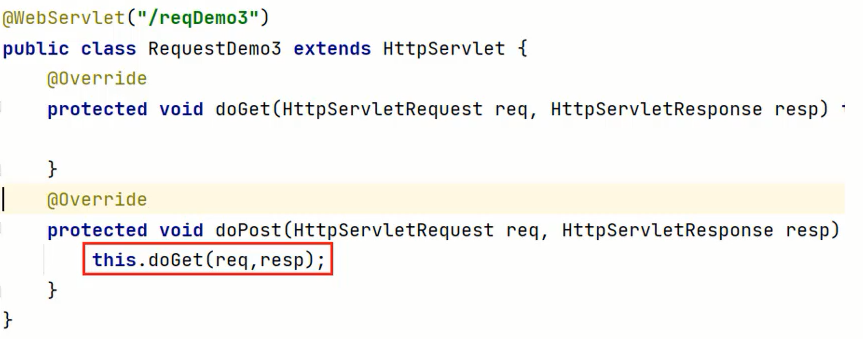 @WebServlet("/reqDemo3")
public class RequestDemo3 extends HttpServlet {
@Override
protected void doGet(HttpServletRequest req, HttpServletResponse resp)
}
@Override
protected void doPost(HttpServletRequest req, HttpServletResponse resp)
this.doGet(req,resp);
}
}